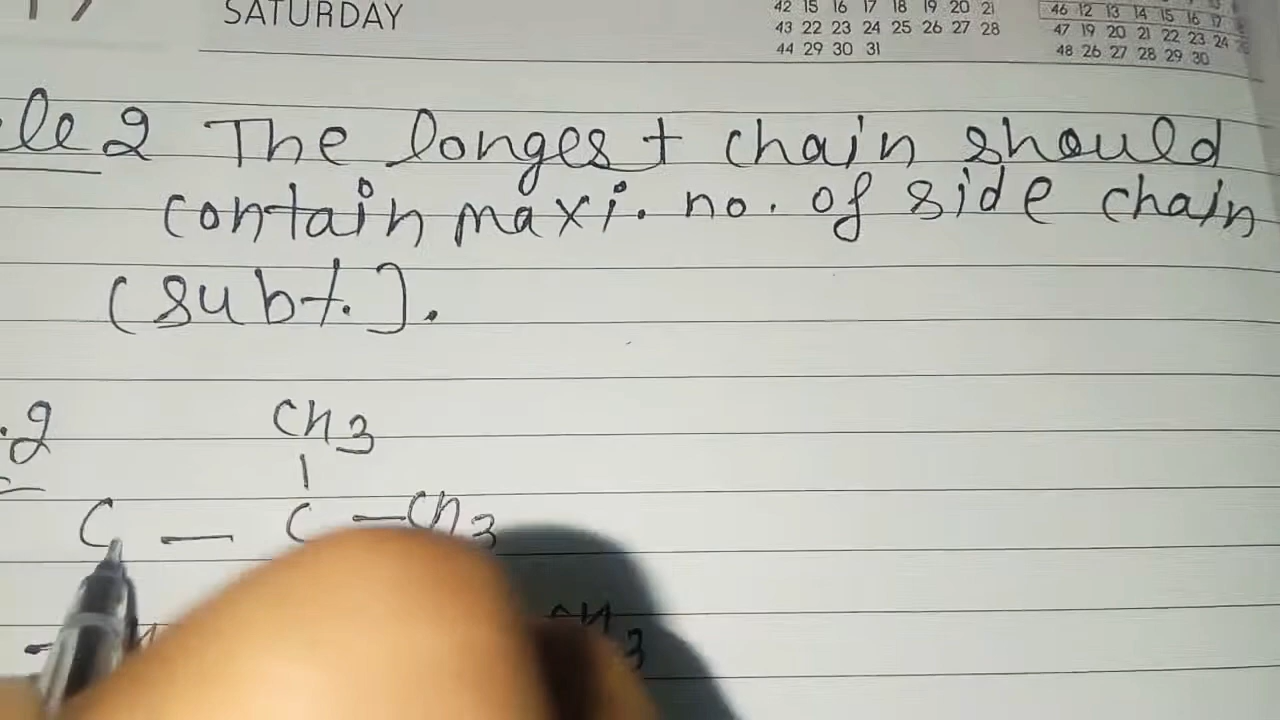 SATURDAY
42 15 16 17 18 19 20 21
43 22 23 24 25 26 27 28
44 29 30 31
46 12 13 14 15 16 17
47 19 20 21 22 23 24
48 26 27 28 29 30
le 2 The longest chain should
contain maxi. no. of side chain
(subt.].
.2
CH3
|
C — C —CH3
CH3